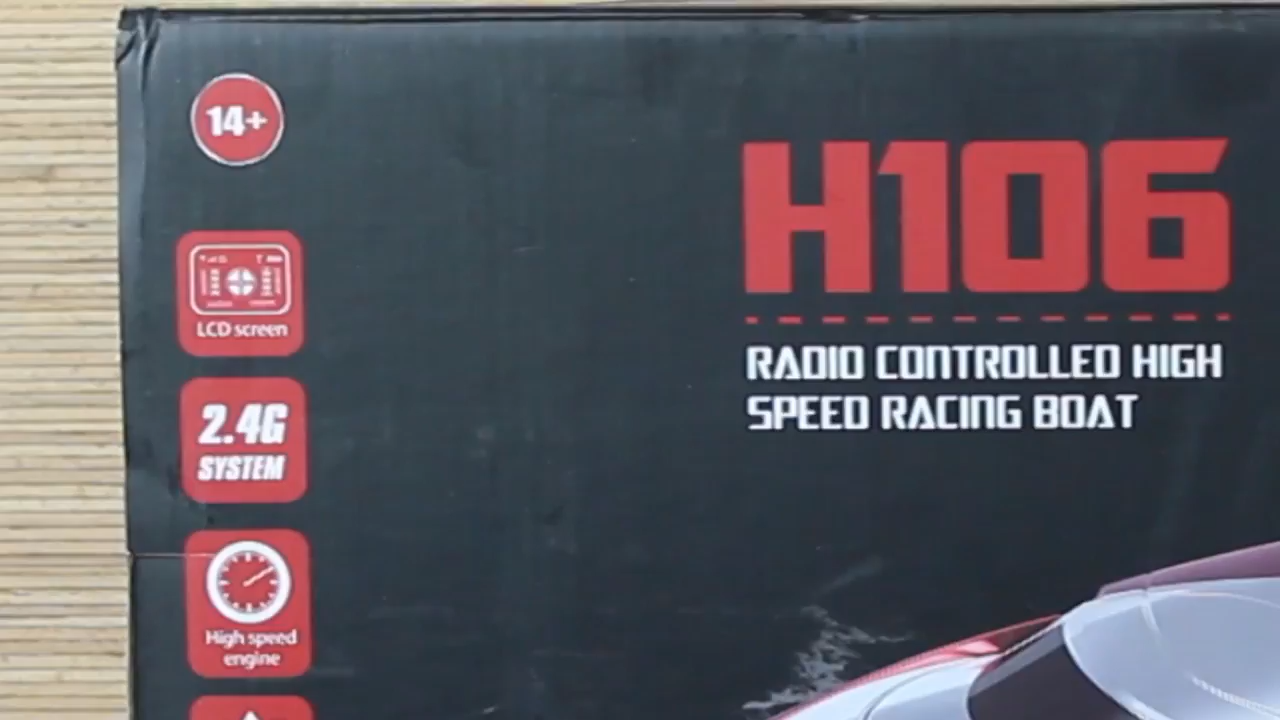 14+
H106
RADIO CONTROLLED HIGH
SPEED RACING BOAT
LCD screen
2.4G
SYSTEM
High speed
engine